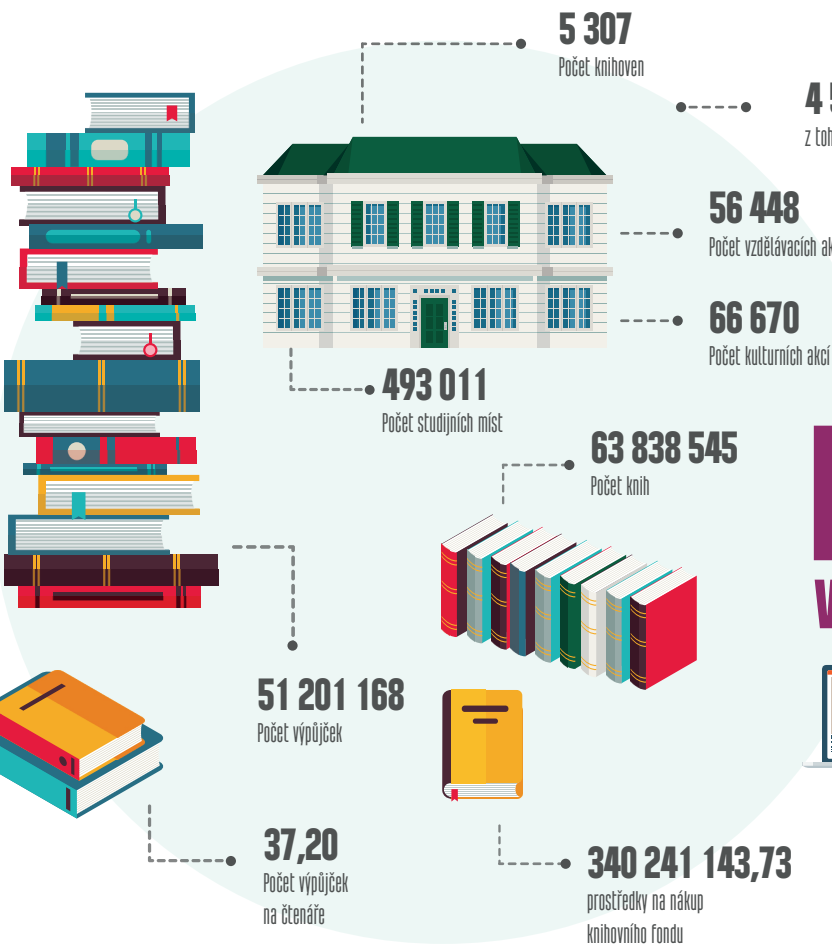 5 307
Počet knihoven
z
56 448
Počet vzdělávacích
66 670
Počet kulturních akcí
493 011
Počet studijních míst
63 838 545
Počet knih
51 201 168
Počet výpůjček
37,20
Počet výpůjček
na čtenáře
340 241 143,73
prostředky na nákup
knihovního fondu